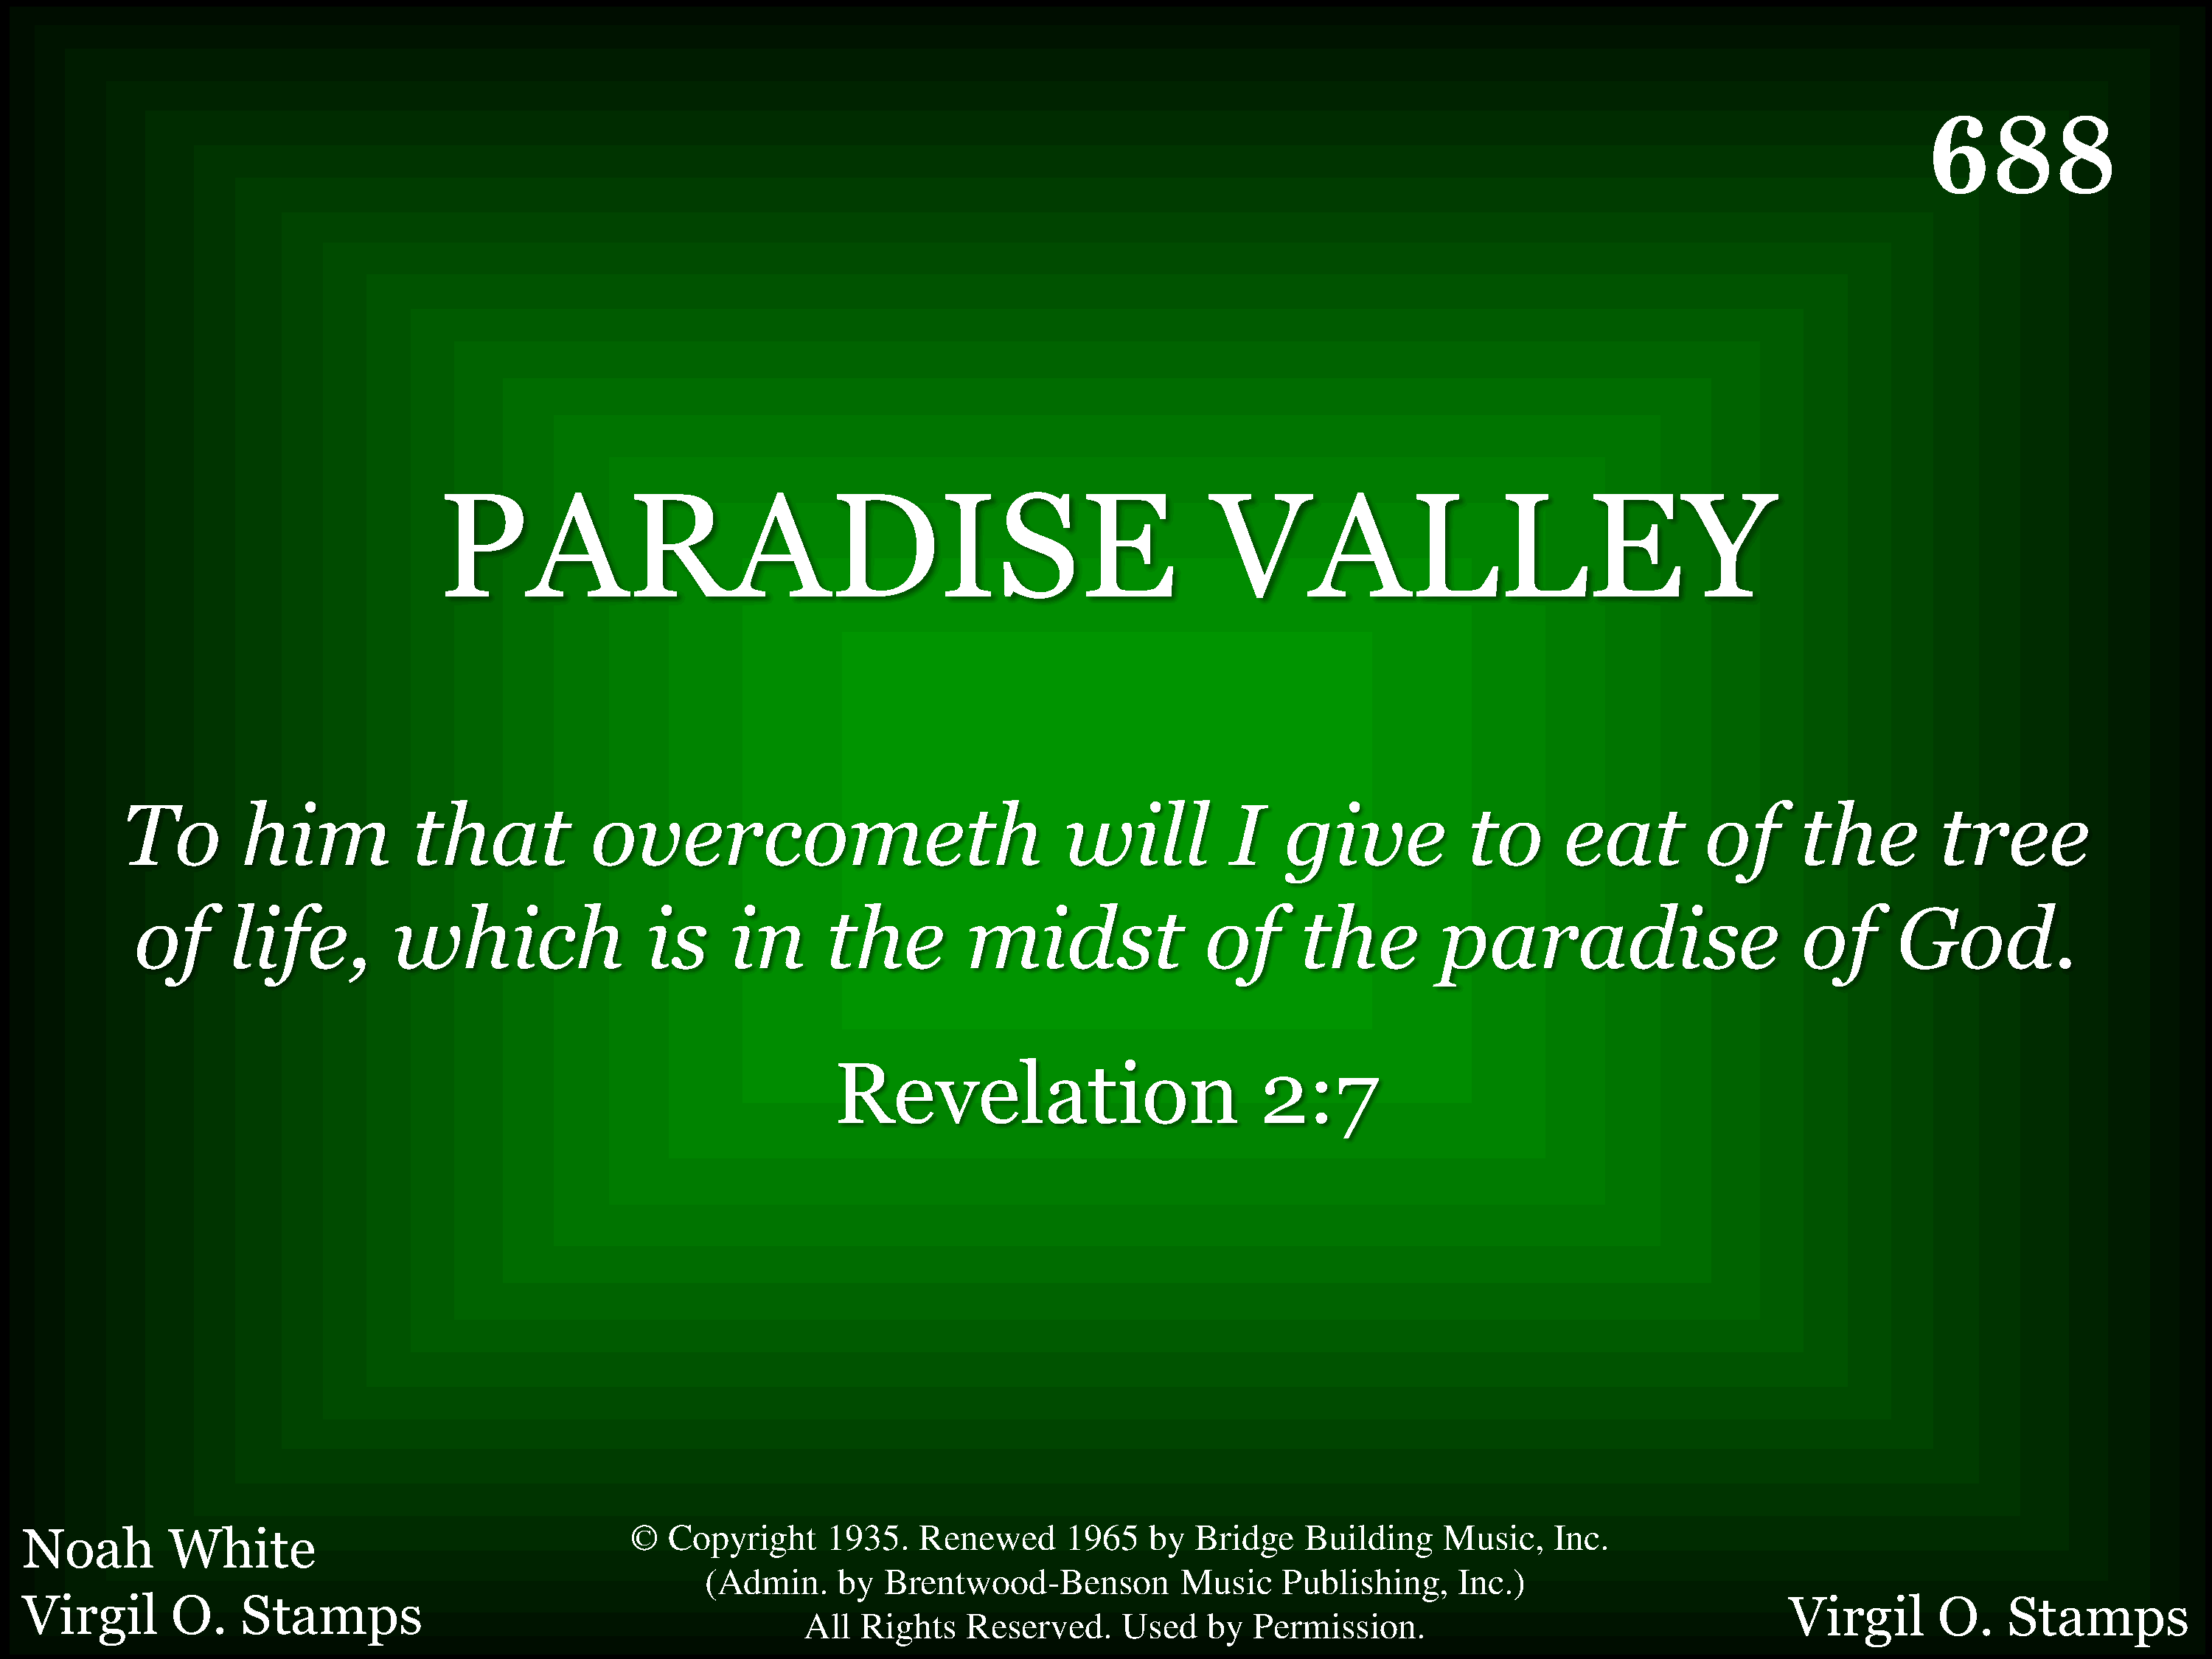 688
PARADISE VALLEY
To him that overcometh will I give to eat of the tree
of life, which is in the midst of the paradise of God.
Revelation 2:7
Noah White
Virgil O. Stamps
© Copyright 1935. Renewed 1965 by Bridge Building Music, Inc.
(Admin. by Brentwood-Benson Music Publishing, Inc.)
All Rights Reserved. Used by Permission.
Virgil O. Stamps